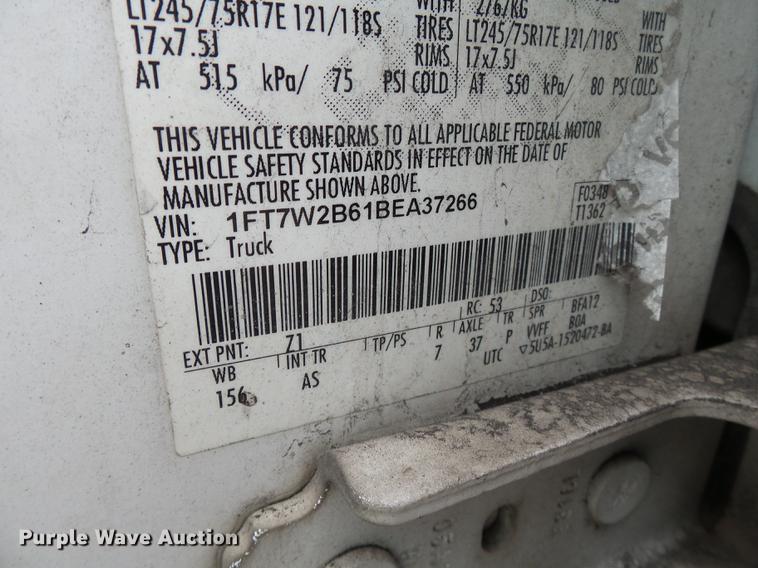 LT245/75R17E 121/118S WITH TIRES LT245/75R17E 121/118S WITH TIRES
17x7.5J RIMS 17x7.5J RIMS
AT 515 kPa/ 75 PSI COLD AT 550 kPa/ 80 PSI COLD
THIS VEHICLE CONFORMS TO ALL APPLICABLE FEDERAL MOTOR
VEHICLE SAFETY STANDARDS IN EFFECT ON THE DATE OF
MANUFACTURE SHOWN ABOVE.
VIN: 1FT7W2B61BEA37266
F0348
T1362
TYPE: Truck
EXT PNT: Z1 RC: 53 DSO:
WB INT TR TP/PS R AXLE TR SPR BFA12
156 AS 7 37 P VVFF BOA
UTC ▽5U5A-1520472-BA
Purple Wave Auction